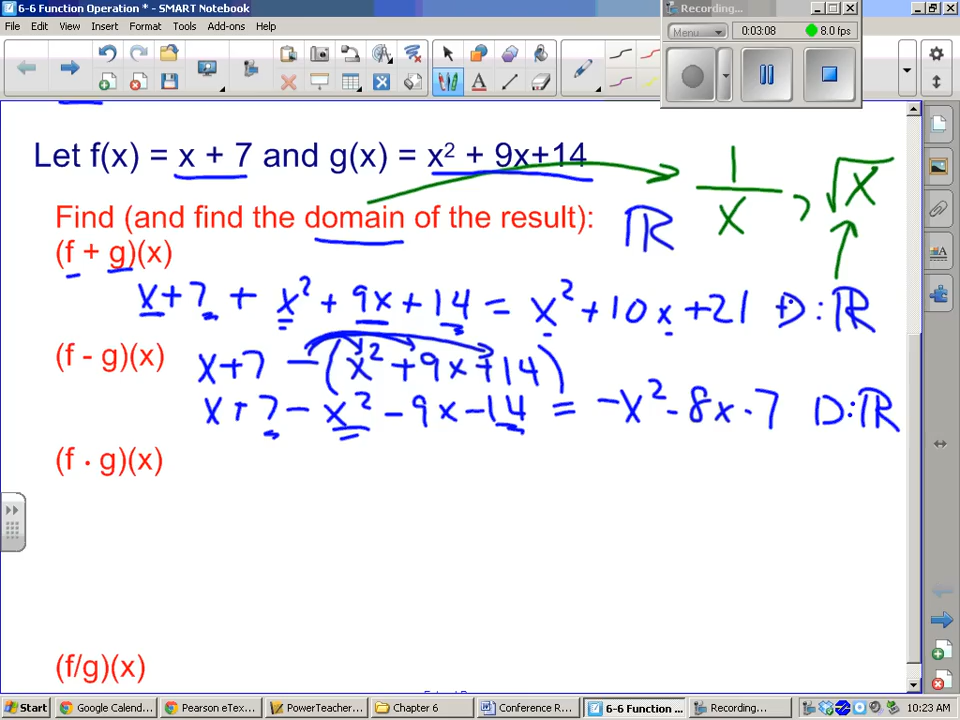 6-6 Function Operation * - SMART Notebook
Recording...
File Edit View Insert Format Tools Add-ons Help
Menu 0:03:08 8.0 fps
Let f(x) = x + 7 and g(x) = x² + 9x+14
1/x , √x
Find (and find the domain of the result): ℝ
(f + g)(x)
x+7 + x² + 9x + 14 = x² + 10x + 21 D: ℝ
(f - g)(x)
x+7 - (x² + 9x + 14)
x + 7 - x² - 9x - 14 = -x² - 8x - 7 D: ℝ
(f · g)(x)
(f/g)(x)
Start Google Calend... Pearson eTex... PowerTeacher... Chapter 6 Conference R... 6-6 Function ... Recording... 10:23 AM